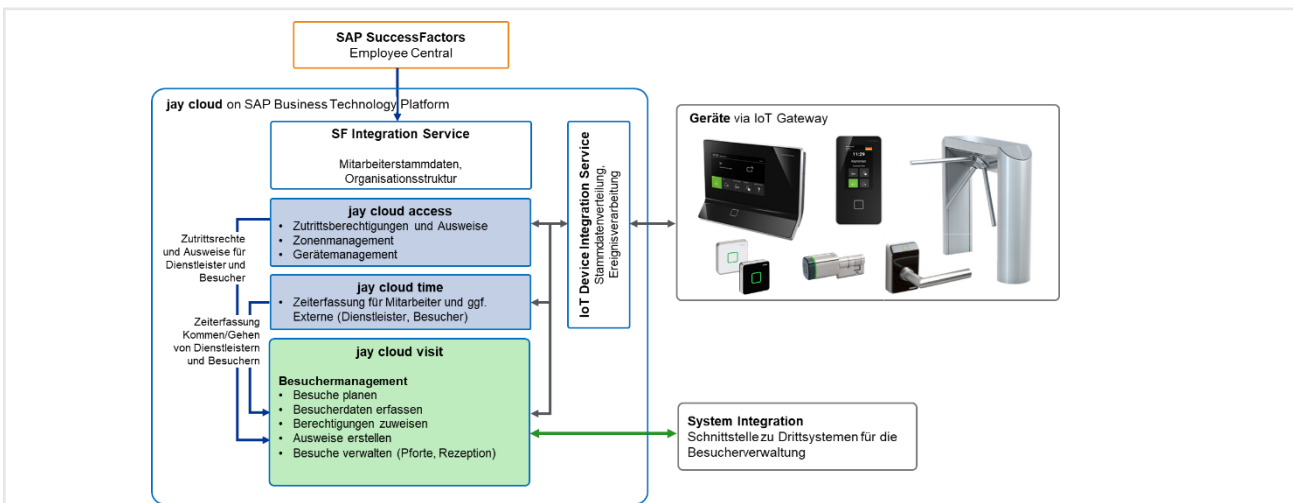 SAP SuccessFactors
Employee Central
jay cloud on SAP Business Technology Platform
SF Integration Service
Mitarbeiterstammdaten,
Organisationsstruktur
jay cloud access
• Zutrittsberechtigungen und Ausweise
• Zonenmanagement
• Gerätemanagement
Zutrittsrechte
und Ausweise für
Dienstleister und
Besucher
jay cloud time
• Zeiterfassung für Mitarbeiter und ggf.
Externe (Dienstleister, Besucher)
Zeiterfassung
Kommen/Gehen
von Dienstleistern
und Besuchern
jay cloud visit
Besuchermanagement
• Besuche planen
• Besucherdaten erfassen
• Berechtigungen zuweisen
• Ausweise erstellen
• Besuche verwalten (Pforte, Rezeption)
IoT Device Integration Service
Stammdatenverteilung,
Ereignisverarbeitung
Geräte via IoT Gateway
11:29
System Integration
Schnittstelle zu Drittsystemen für die
Besucherverwaltung